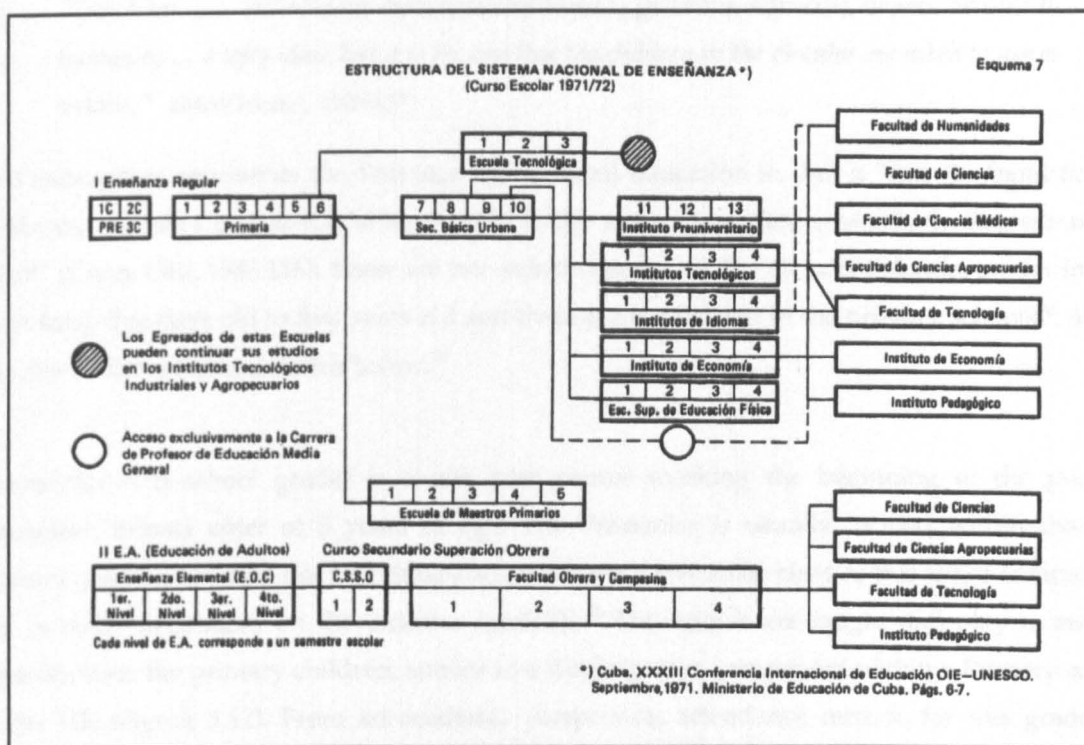 Esquema 7
ESTRUCTURA DEL SISTEMA NACIONAL DE ENSEÑANZA *)
(Curso Escolar 1971/72)
1 2 3
Escuela Tecnológica
I Enseñanza Regular
1C 2C
PRE 3C
1 2 3 4 5 6
Primaria
7 8 9 10
Sec. Básica Urbana
11 12 13
Instituto Preuniversitario
1 2 3 4
Institutos Tecnológicos
1 2 3 4
Institutos de Idiomas
1 2 3 4
Instituto de Economía
1 2 3 4
Esc. Sup. de Educación Física
Facultad de Humanidades
Facultad de Ciencias
Facultad de Ciencias Médicas
Facultad de Ciencias Agropecuarias
Facultad de Tecnología
Instituto de Economía
Instituto Pedagógico
Los Egresados de estas Escuelas
pueden continuar sus estudios
en los Institutos Tecnológicos
Industriales y Agropecuarios
Acceso exclusivamente a la Carrera
de Profesor de Educación Media
General
1 2 3 4 5
Escuela de Maestros Primarios
II E.A. (Educación de Adultos)
Enseñanza Elemental (E.O.C)
1er. 2do. 3er. 4to.
Nivel Nivel Nivel Nivel
Cada nivel de E.A. corresponde a un semestre escolar
Curso Secundario Superación Obrera
C.S.S.O
1 2
Facultad Obrera y Campesina
1 2 3 4
Facultad de Ciencias
Facultad de Ciencias Agropecuarias
Facultad de Tecnología
Instituto Pedagógico
*) Cuba. XXXIII Conferencia Internacional de Educación OIE–UNESCO.
Septiembre, 1971. Ministerio de Educación de Cuba. Págs. 6-7.